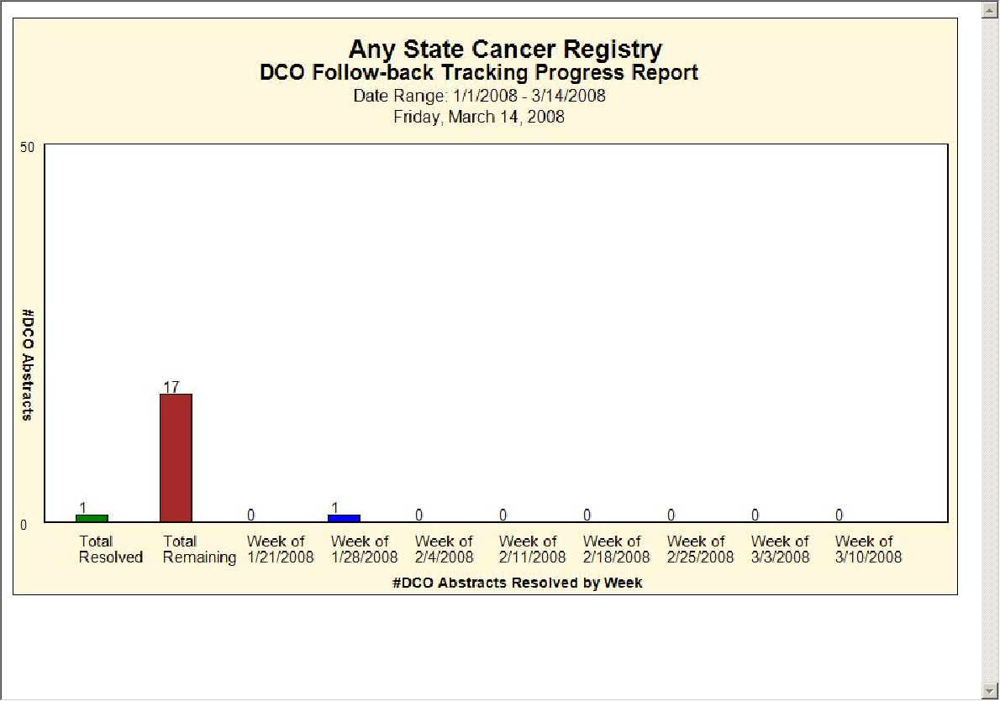 Any State Cancer Registry
DCO Follow-back Tracking Progress Report
Date Range: 1/1/2008 - 3/14/2008
Friday, March 14, 2008
50
#DCO Abstracts
17
1
0
1
0
0
0
0
0
0
0
Total Resolved
Total Remaining
Week of 1/21/2008
Week of 1/28/2008
Week of 2/4/2008
Week of 2/11/2008
Week of 2/18/2008
Week of 2/25/2008
Week of 3/3/2008
Week of 3/10/2008
#DCO Abstracts Resolved by Week